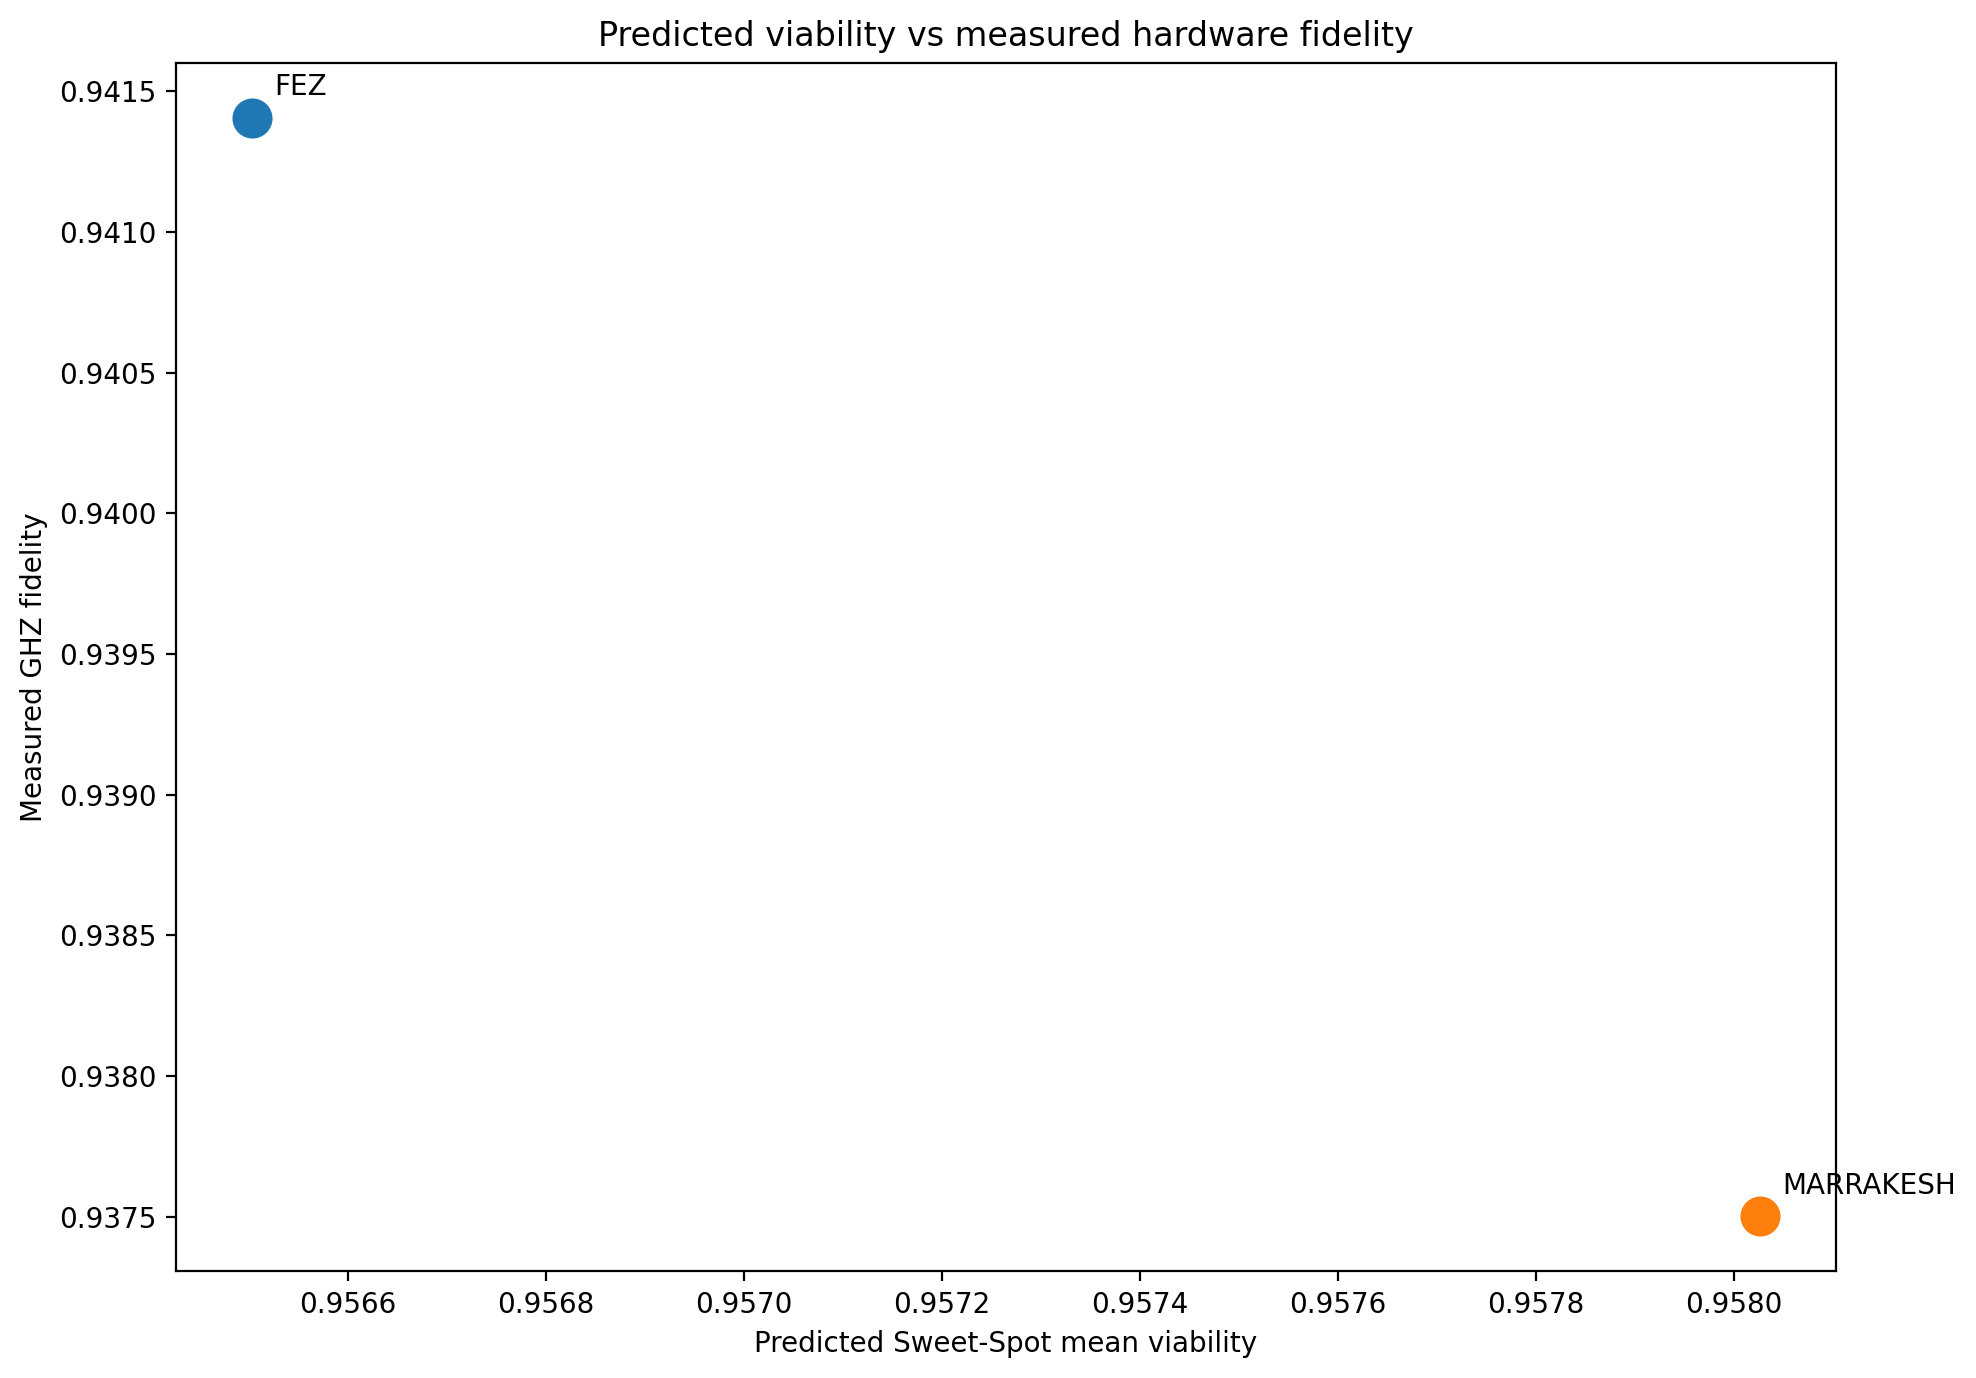 Predicted viability vs measured hardware fidelity
FEZ
0.9415
0.9410
0.9405
0.9400
0.9395
0.9390
0.9385
0.9380
0.9375
Measured GHZ fidelity
MARRAKESH
0.9566 0.9568 0.9570 0.9572 0.9574 0.9576 0.9578 0.9580
Predicted Sweet-Spot mean viability